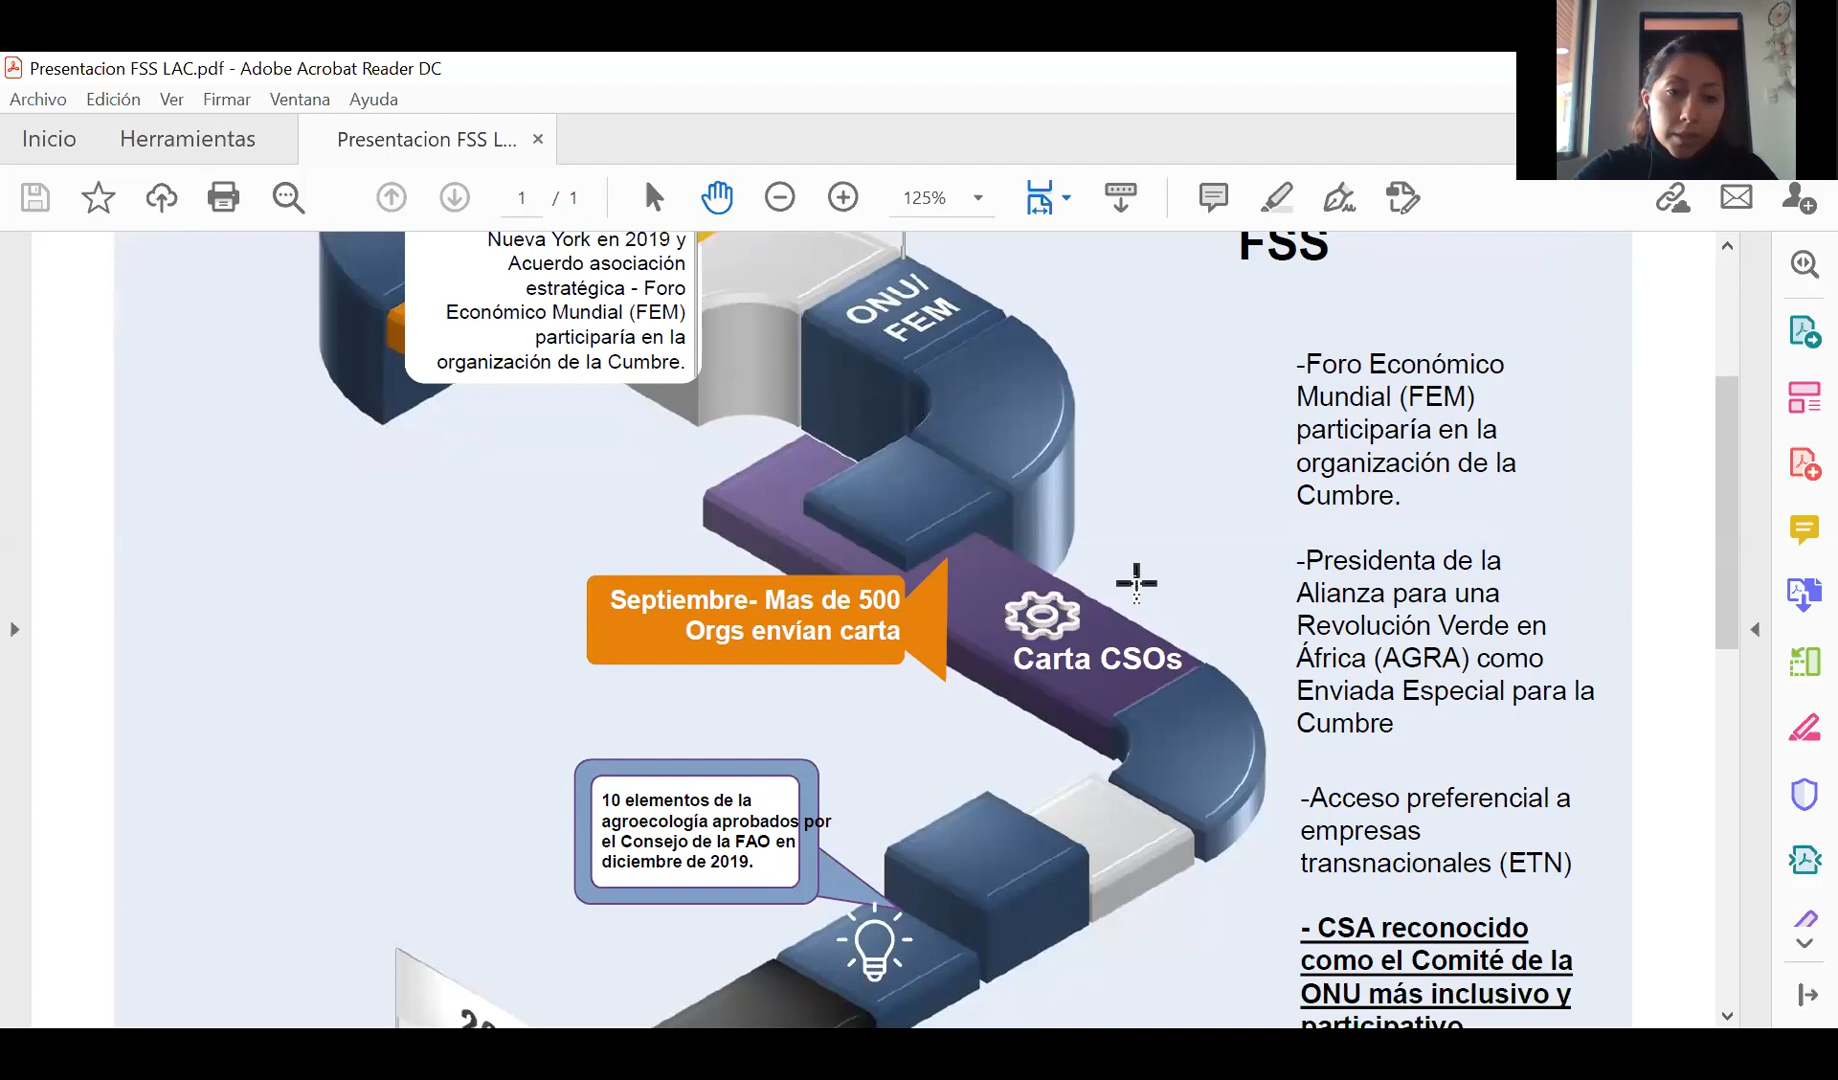 Presentacion FSS LAC.pdf - Adobe Acrobat Reader DC
Archivo Edición Ver Firmar Ventana Ayuda
Inicio Herramientas Presentacion FSS L... ×
1 / 1 125%
Nueva York en 2019 y
Acuerdo asociación
estratégica - Foro
Económico Mundial (FEM)
participaría en la
organización de la Cumbre.
ONU/
FEM
Septiembre- Mas de 500
Orgs envían carta
Carta CSOs
10 elementos de la
agroecología aprobados por
el Consejo de la FAO en
diciembre de 2019.
FSS
-Foro Económico
Mundial (FEM)
participaría en la
organización de la
Cumbre.
-Presidenta de la
Alianza para una
Revolución Verde en
África (AGRA) como
Enviada Especial para la
Cumbre
-Acceso preferencial a
empresas
transnacionales (ETN)
- CSA reconocido
como el Comité de la
ONU más inclusivo y
participativo